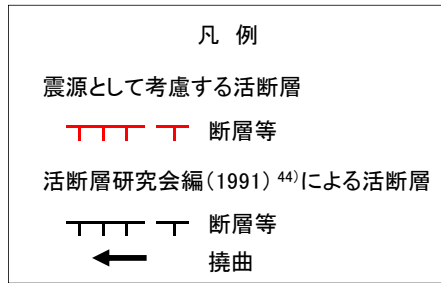 凡 例
震源として考慮する活断層
断層等
活断層研究会編(1991) 44)による活断層
断層等
撓曲